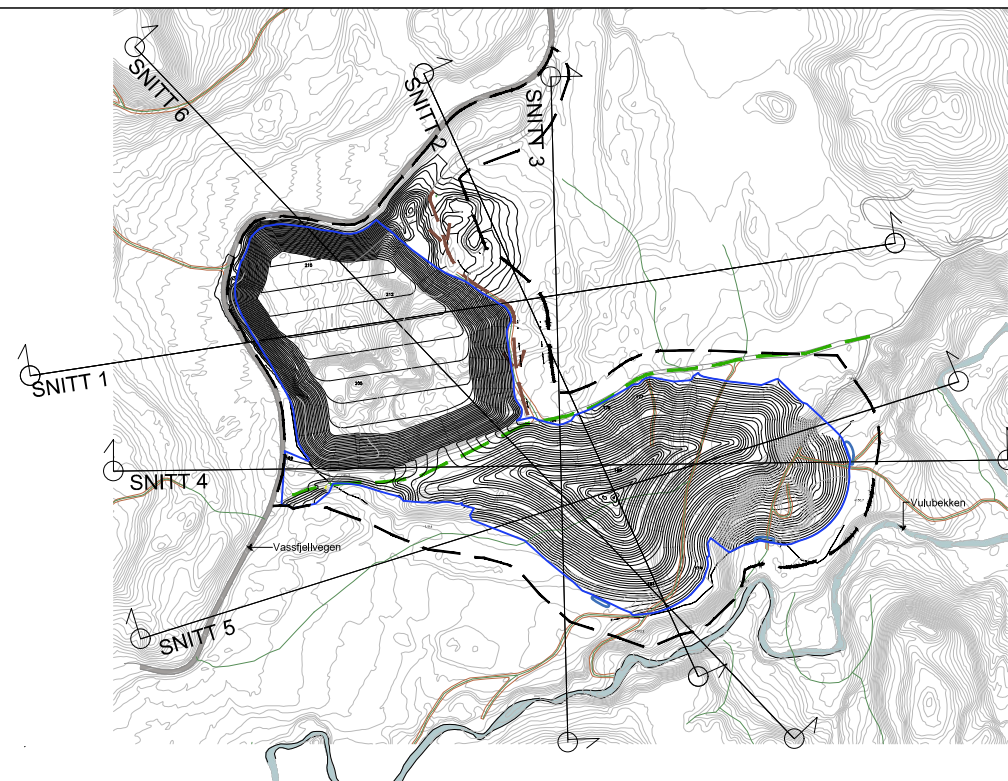 SNITT 6
SNITT 2
SNITT 3
SNITT 1
SNITT 4
Vulubekken
Vassfjellvegen
SNITT 5